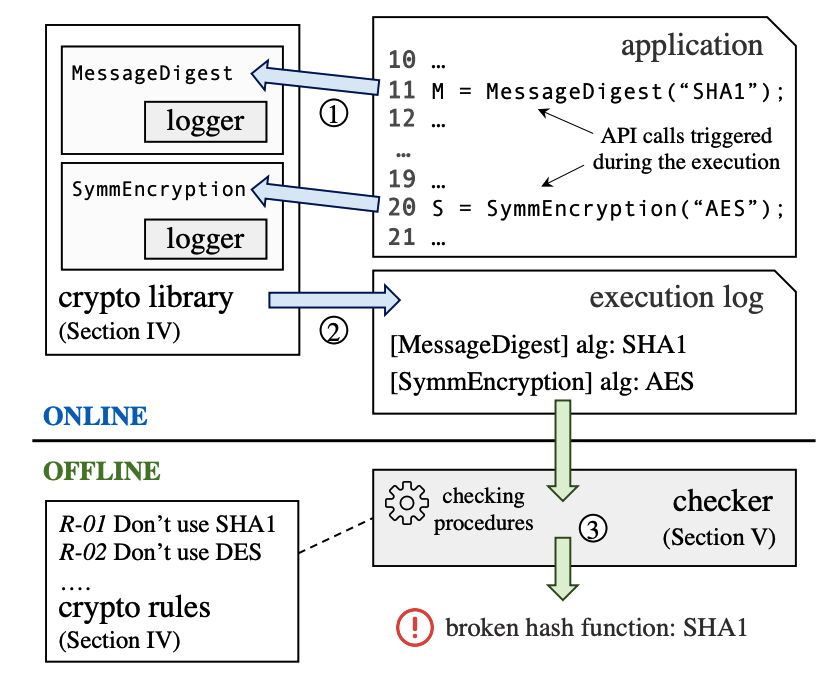 MessageDigest
logger
SymmEncryption
logger
crypto library
(Section IV)
①
②
application
10 …
11 M = MessageDigest(“SHA1”);
12 …
…
19 …
20 S = SymmEncryption(“AES”);
21 …
API calls triggered
during the execution
execution log
[MessageDigest] alg: SHA1
[SymmEncryption] alg: AES
ONLINE
OFFLINE
R-01 Don’t use SHA1
R-02 Don’t use DES
….
crypto rules
(Section IV)
checking
procedures
③
checker
(Section V)
broken hash function: SHA1